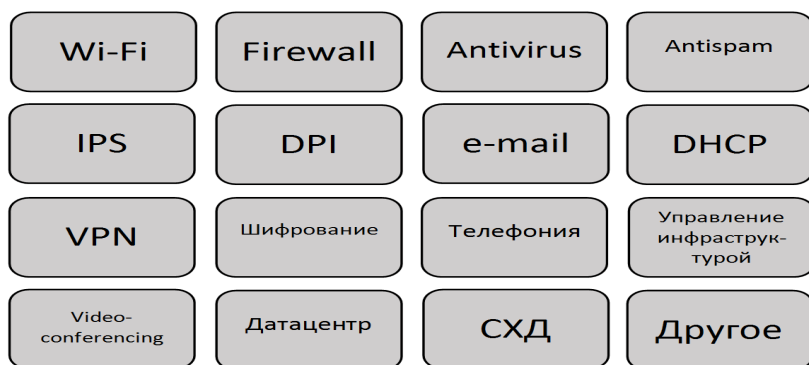 Wi-Fi
Firewall
Antivirus
Antispam
IPS
DPI
e-mail
DHCP
VPN
Шифрование
Телефония
Управление
инфраструк-
турой
Video-
conferencing
Датацентр
СХД
Другое